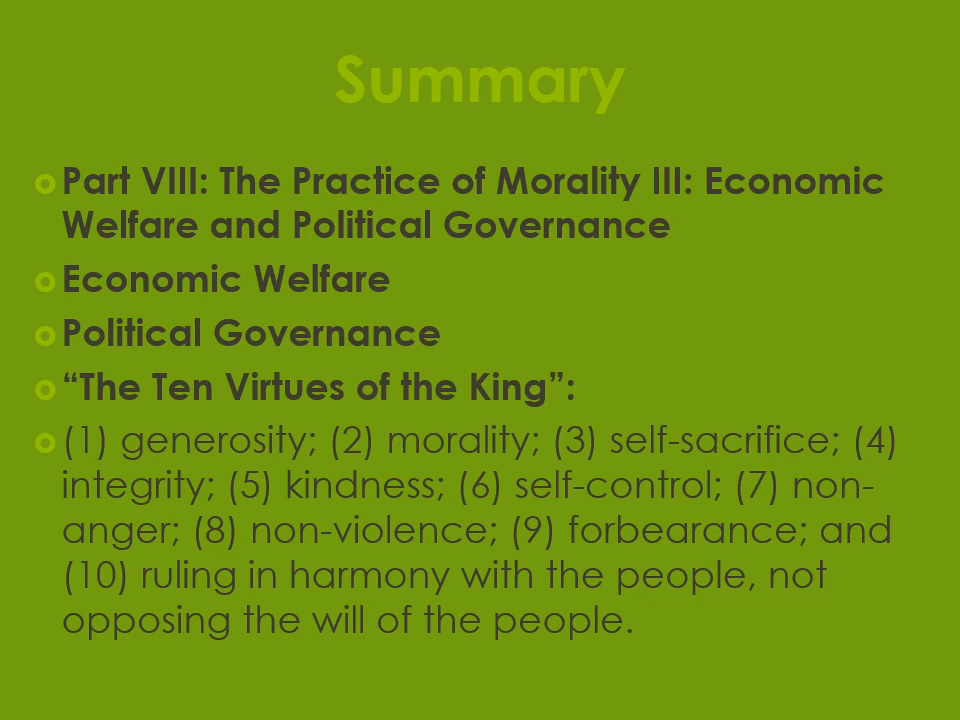 Summary
Part VIII: The Practice of Morality III: Economic
Welfare and Political Governance
Economic Welfare
Political Governance
“The Ten Virtues of the King”:
(1) generosity; (2) morality; (3) self-sacrifice; (4)
integrity; (5) kindness; (6) self-control; (7) non-
anger; (8) non-violence; (9) forbearance; and
(10) ruling in harmony with the people, not
opposing the will of the people.